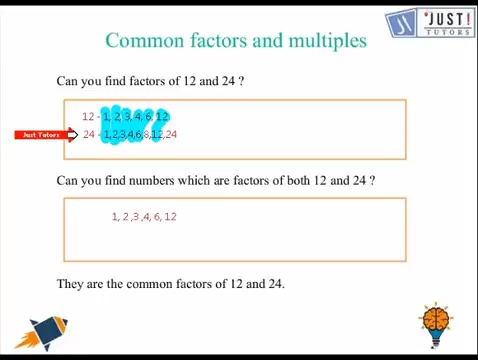 Common factors and multiples
'JUST!
TUTORS
Can you find factors of 12 and 24 ?
12 - 1, 2, 3, 4, 6, 12
Just Tutors
24 - 1,2,3,4,6,8,12,24
Can you find numbers which are factors of both 12 and 24 ?
1, 2 ,3 ,4, 6, 12
They are the common factors of 12 and 24.